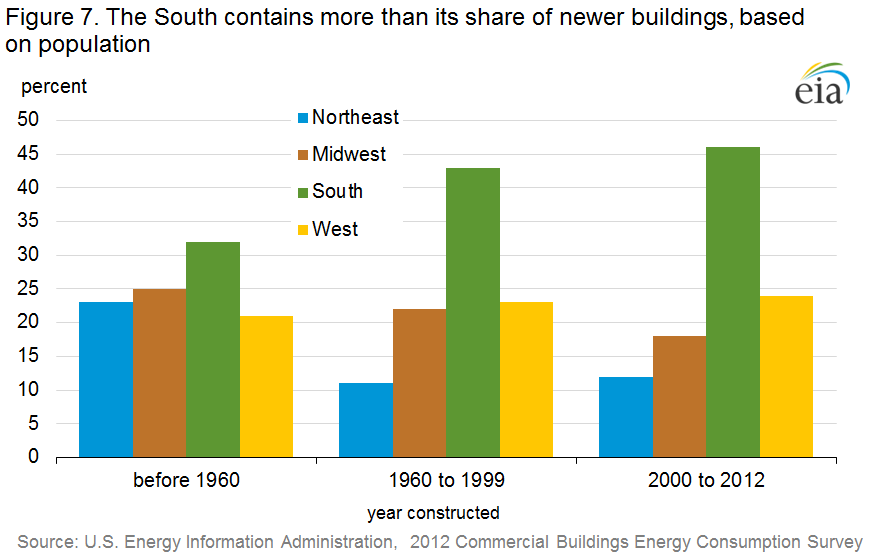 Figure 7. The South contains more than its share of newer buildings, based
on population
percent
eia
50
45
40
35
30
25
20
15
10
5
0
Northeast
Midwest
South
West
before 1960
1960 to 1999
2000 to 2012
year constructed
Source: U.S. Energy Information Administration, 2012 Commercial Buildings Energy Consumption Survey